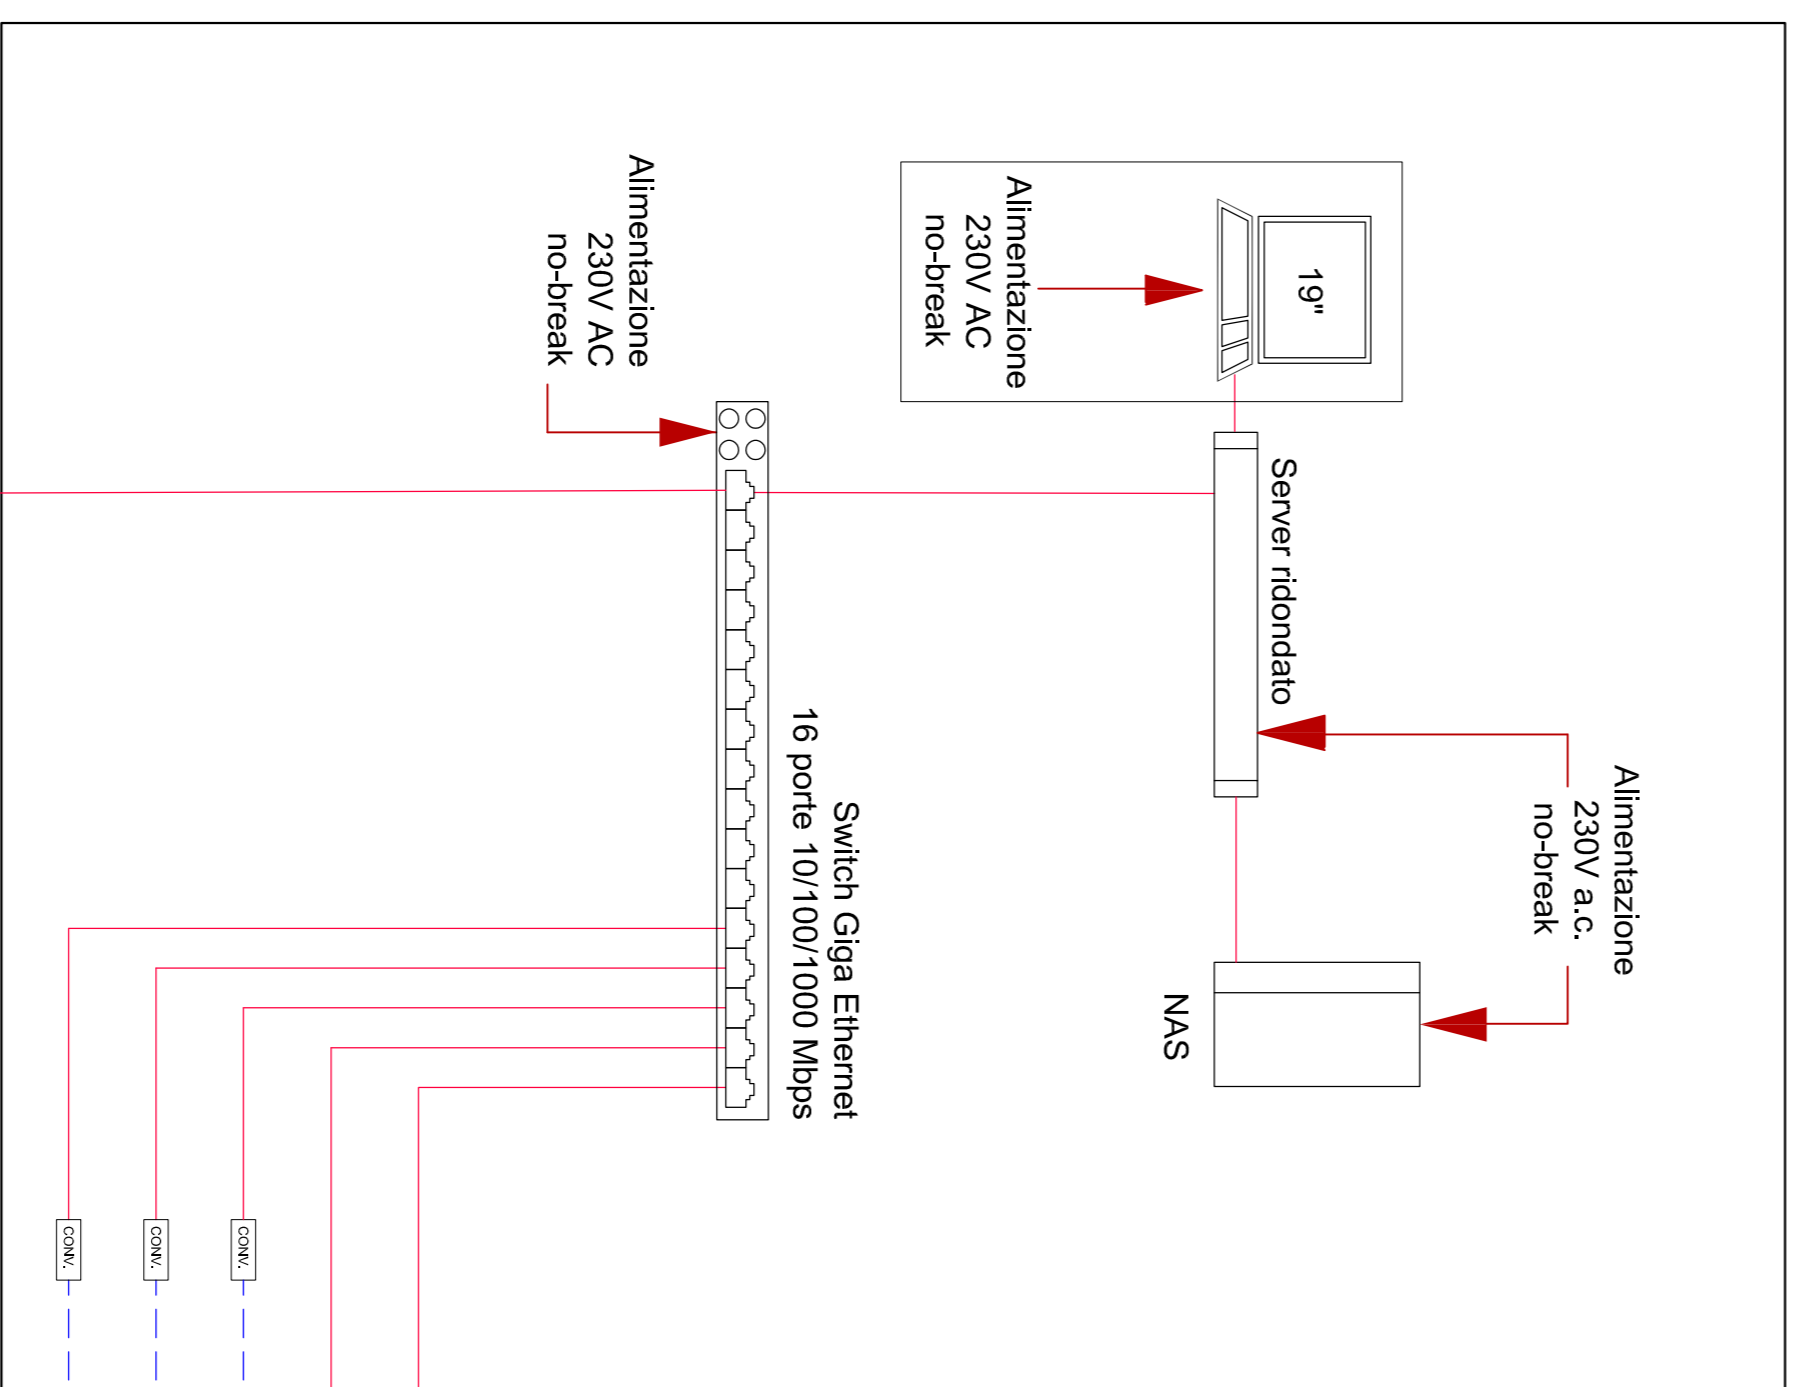 Alimentazione
230V a.c.
no-break
19"
Alimentazione
230V AC
no-break
Server ridondato
NAS
Switch Giga Ethernet
16 porte 10/100/1000 Mbps
Alimentazione
230V AC
no-break
CONV.
CONV.
CONV.